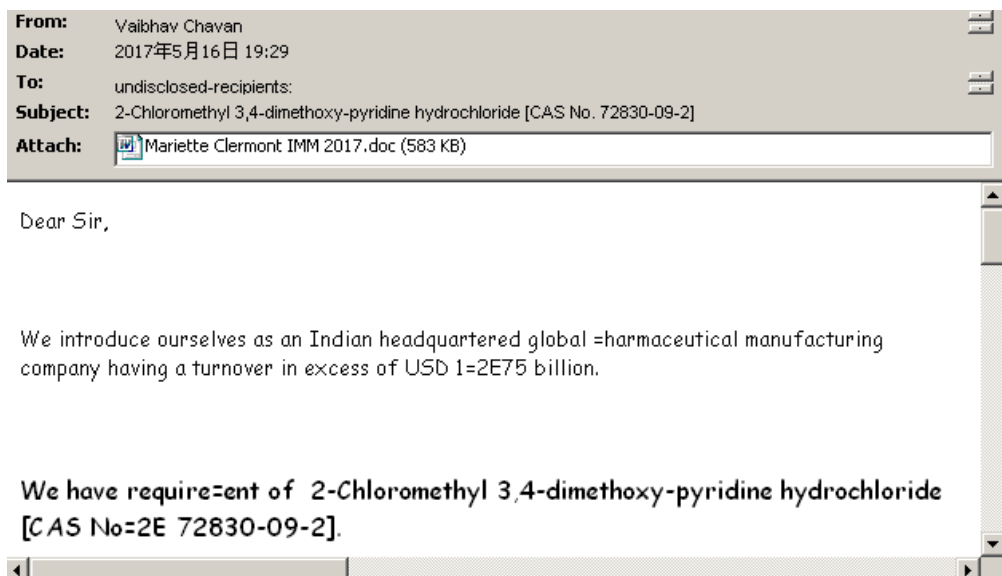 From: Vaibhav Chavan
Date: 2017年5月16日 19:29
To: undisclosed-recipients:
Subject: 2-Chloromethyl 3,4-dimethoxy-pyridine hydrochloride [CAS No. 72830-09-2]
Attach: Mariette Clermont IMM 2017.doc (583 KB)
Dear Sir,
We introduce ourselves as an Indian headquartered global =harmaceutical manufacturing
company having a turnover in excess of USD 1=2E75 billion.
We have require=ent of 2-Chloromethyl 3,4-dimethoxy-pyridine hydrochloride
[CAS No=2E 72830-09-2].